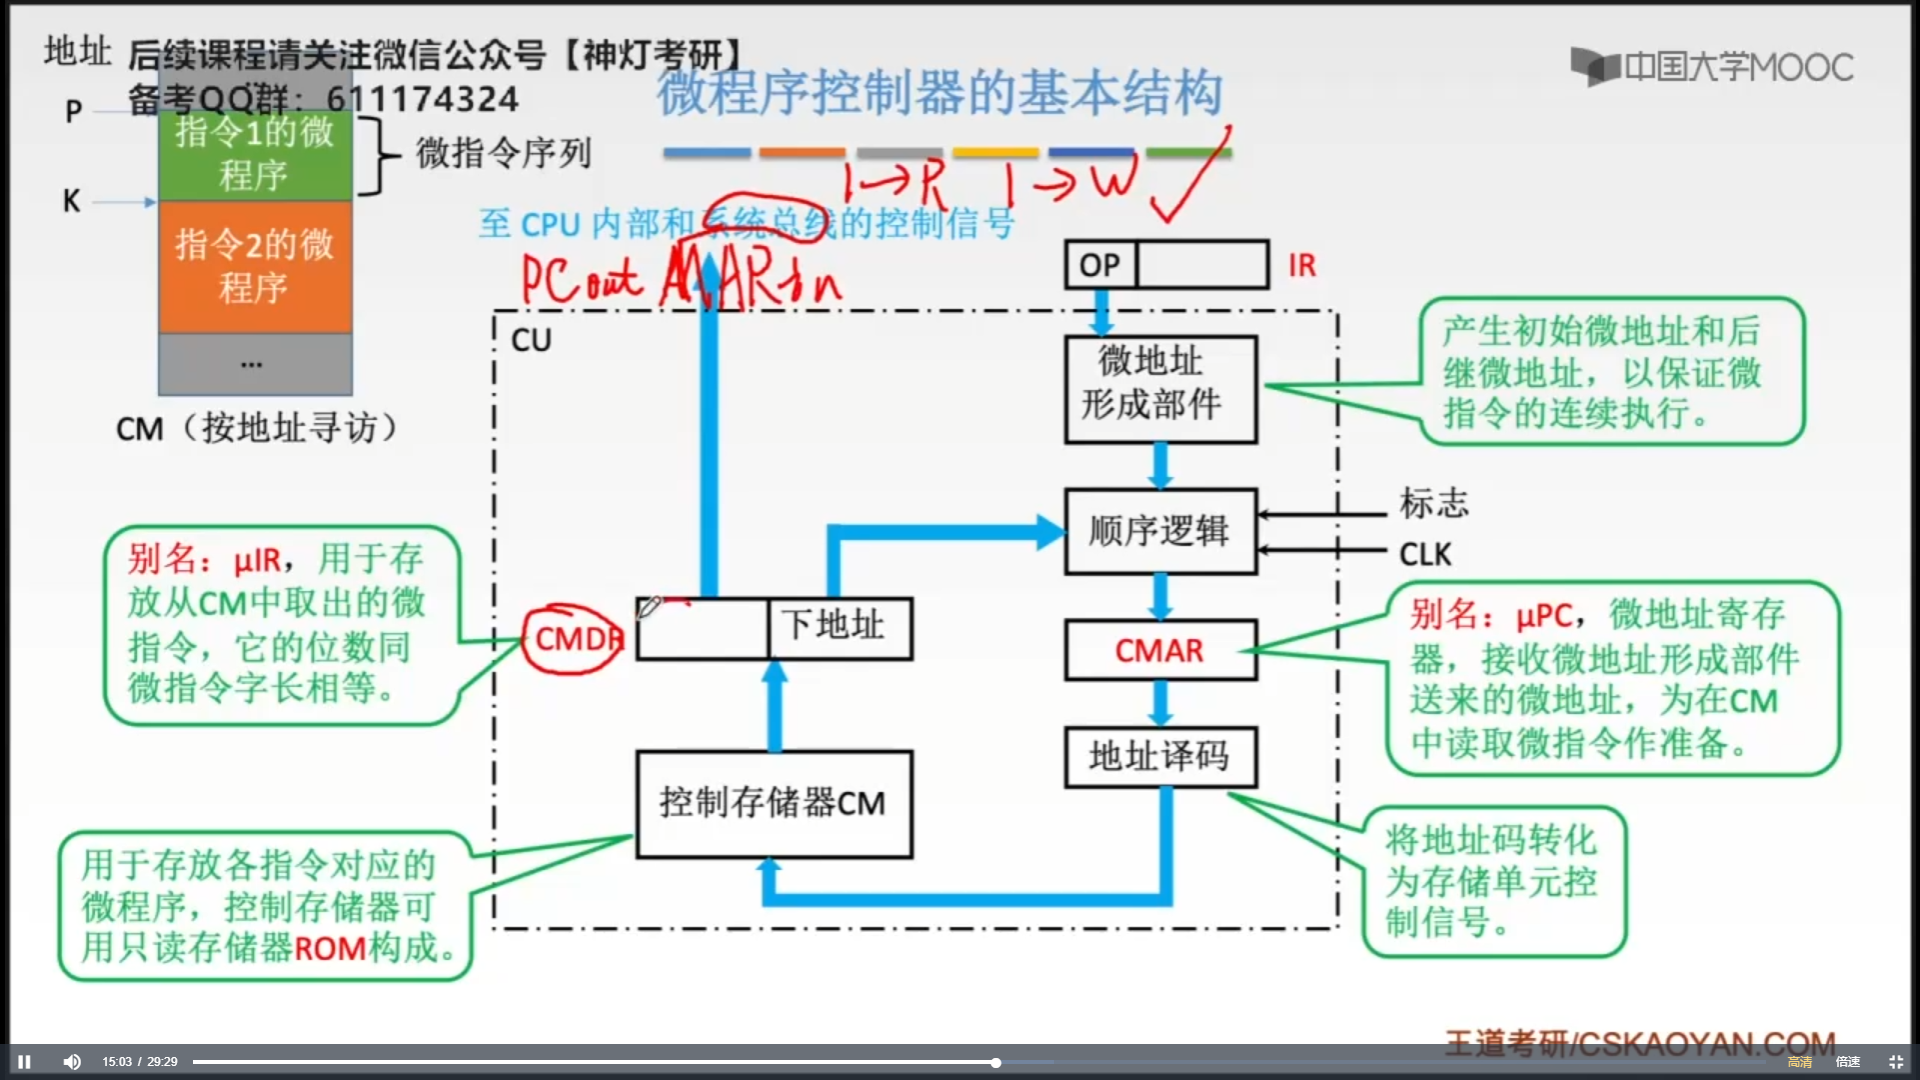 地址
后续课程请关注微信公众号【神灯考研】
备考QQ群：611174324
中国大学MOOC
微程序控制器的基本结构
P
指令1的微
程序
微指令序列
K
指令2的微
程序
...
CM（按地址寻访）
1→R 1→W
至 CPU 内部和系统总线的控制信号
PCout MARin
OP
IR
CU
微地址
形成部件
产生初始微地址和后
继微地址，以保证微
指令的连续执行。
顺序逻辑
标志
CLK
别名：μIR，用于存
放从CM中取出的微
指令，它的位数同
微指令字长相等。
CMDR
下地址
CMAR
别名：μPC，微地址寄存
器，接收微地址形成部件
送来的微地址，为在CM
中读取微指令作准备。
控制存储器CM
地址译码
用于存放各指令对应的
微程序，控制存储器可
用只读存储器ROM构成。
将地址码转化
为存储单元控
制信号。
王道考研/CSKAOYAN.COM
15:03 / 29:29
高清
倍速